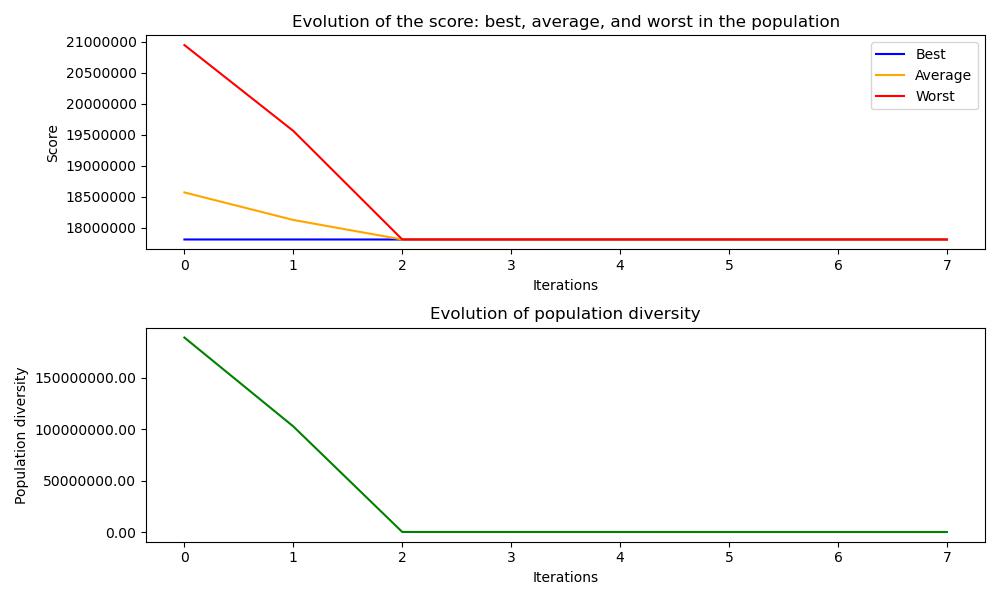 Evolution of the score: best, average, and worst in the population
21000000
20500000
20000000
19500000
19000000
18500000
18000000
Score
Best
Average
Worst
0 1 2 3 4 5 6 7
Iterations
Evolution of population diversity
150000000.00
100000000.00
50000000.00
0.00
Population diversity
0 1 2 3 4 5 6 7
Iterations